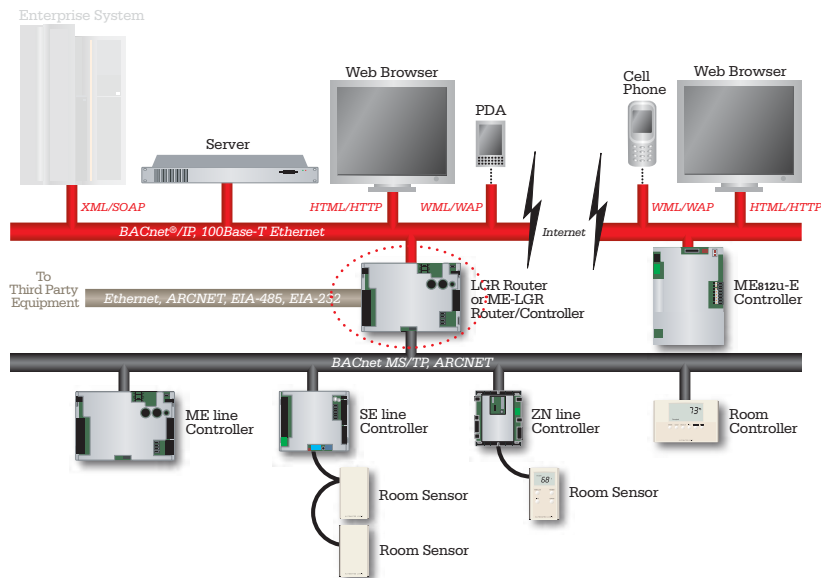 Enterprise System
Web Browser
Cell
Phone
Web Browser
PDA
Server
XML/SOAP
HTML/HTTP
WML/WAP
WML/WAP
HTML/HTTP
BACnet®/IP, 100Base-T Ethernet
Internet
To
Third Party
Equipment
Ethernet, ARCNET, EIA-485, EIA-232
LGR Router
or ME-LGR
Router/Controller
ME812u-E
Controller
BACnet MS/TP, ARCNET
ME line
Controller
SE line
Controller
ZN line
Controller
73°
Room
Controller
68°
Room Sensor
Room Sensor
Room Sensor